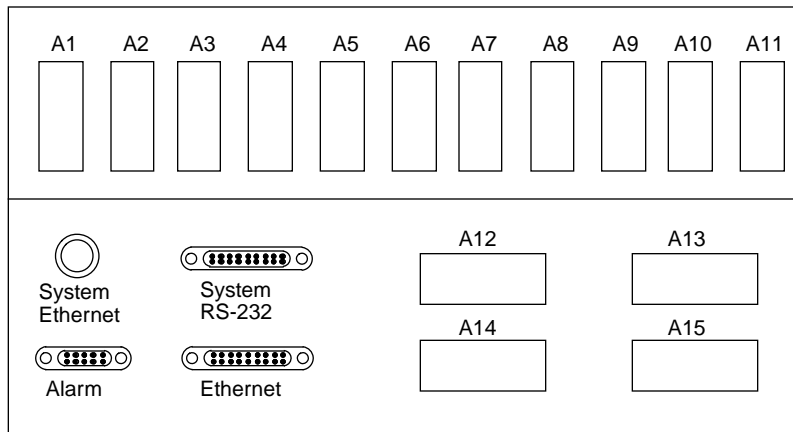 A1 A2 A3 A4 A5 A6 A7 A8 A9 A10 A11
A12 A13
System
Ethernet
System
RS-232
A14 A15
Alarm
Ethernet